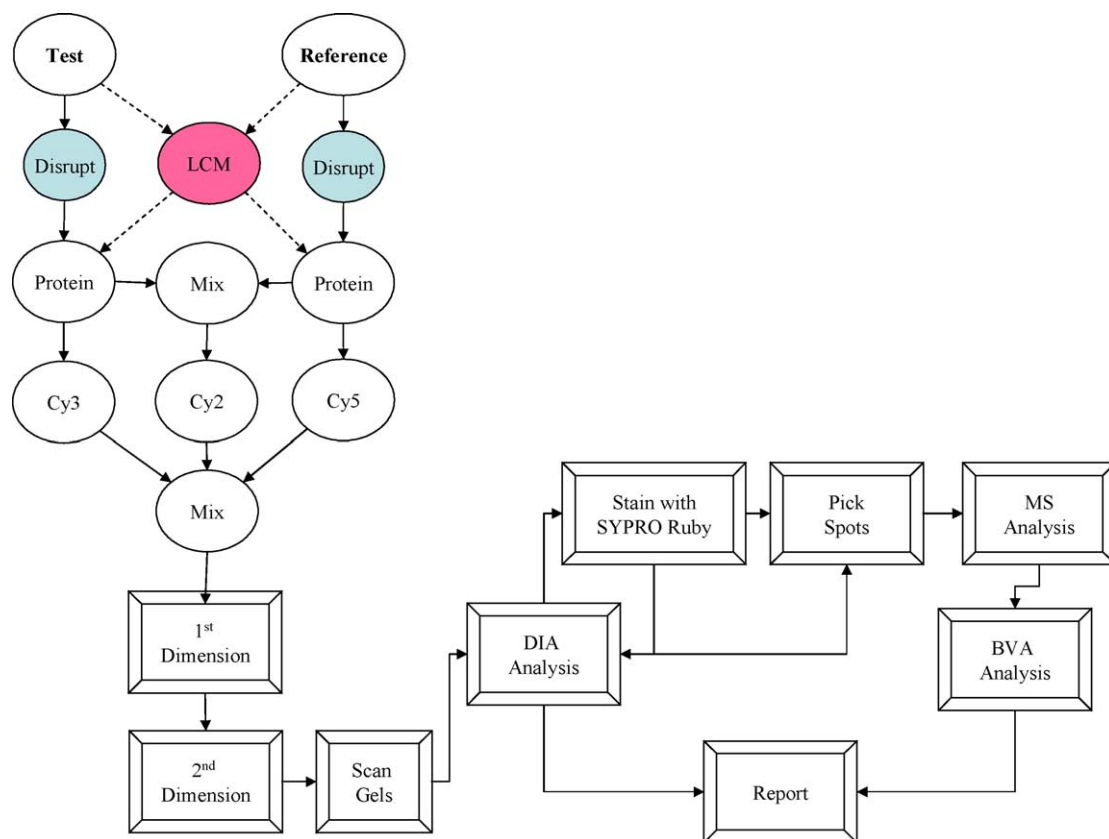 Test
Reference
Disrupt
LCM
Disrupt
Protein
Mix
Protein
Cy3
Cy2
Cy5
Mix
1st
Dimension
2nd
Dimension
Scan
Gels
DIA
Analysis
Stain with
SYPRO Ruby
Pick
Spots
MS
Analysis
BVA
Analysis
Report